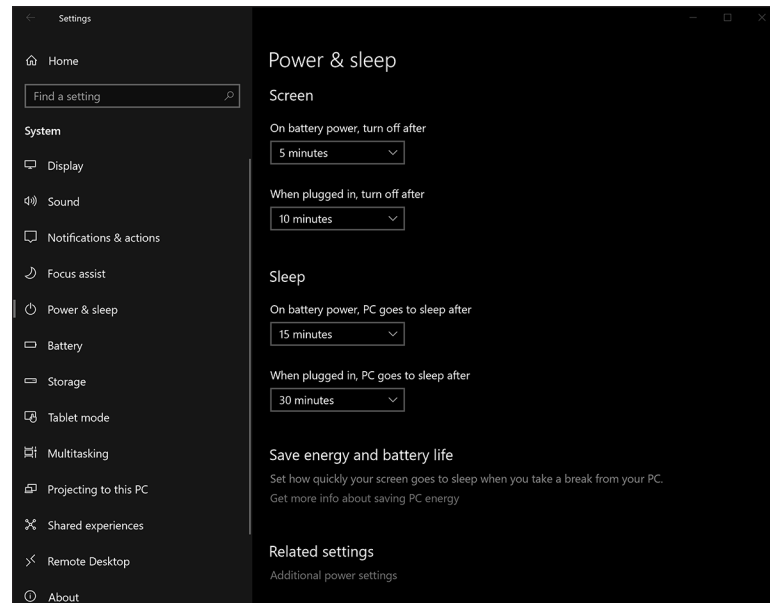 Settings
Home
Find a setting
System
Display
Sound
Notifications & actions
Focus assist
Power & sleep
Battery
Storage
Tablet mode
Multitasking
Projecting to this PC
Shared experiences
Remote Desktop
About
Power & sleep
Screen
On battery power, turn off after
5 minutes
When plugged in, turn off after
10 minutes
Sleep
On battery power, PC goes to sleep after
15 minutes
When plugged in, PC goes to sleep after
30 minutes
Save energy and battery life
Set how quickly your screen goes to sleep when you take a break from your PC.
Get more info about saving PC energy
Related settings
Additional power settings